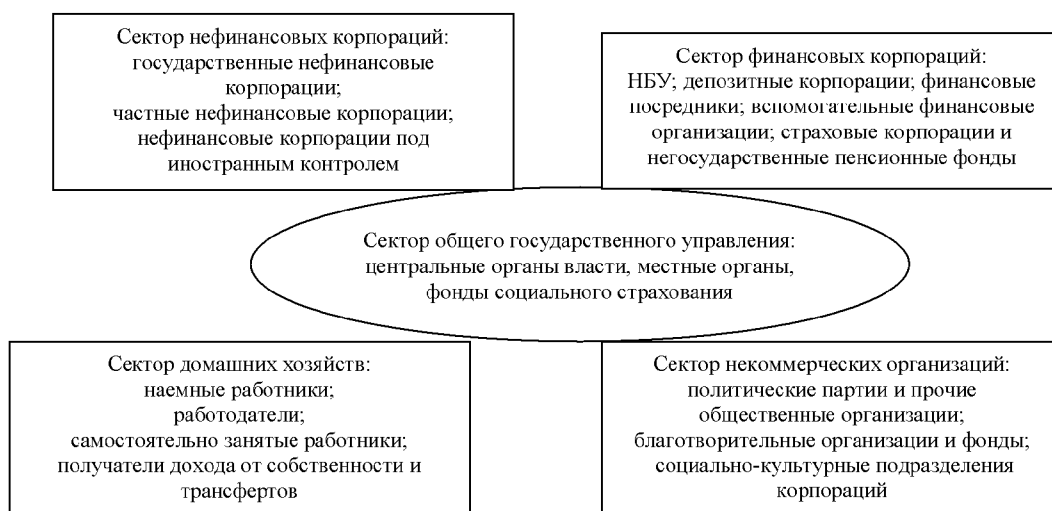 Сектор нефинансовых корпораций:
государственные нефинансовые
корпорации;
частные нефинансовые корпорации;
нефинансовые корпорации под
иностранным контролем
Сектор финансовых корпораций:
НБУ; депозитные корпорации; финансовые
посредники; вспомогательные финансовые
организации; страховые корпорации и
негосударственные пенсионные фонды
Сектор общего государственного управления:
центральные органы власти, местные органы,
фонды социального страхования
Сектор домашних хозяйств:
наемные работники;
работодатели;
самостоятельно занятые работники;
получатели дохода от собственности и
трансфертов
Сектор некоммерческих организаций:
политические партии и прочие
общественные организации;
благотворительные организации и фонды;
социально-культурные подразделения
корпораций